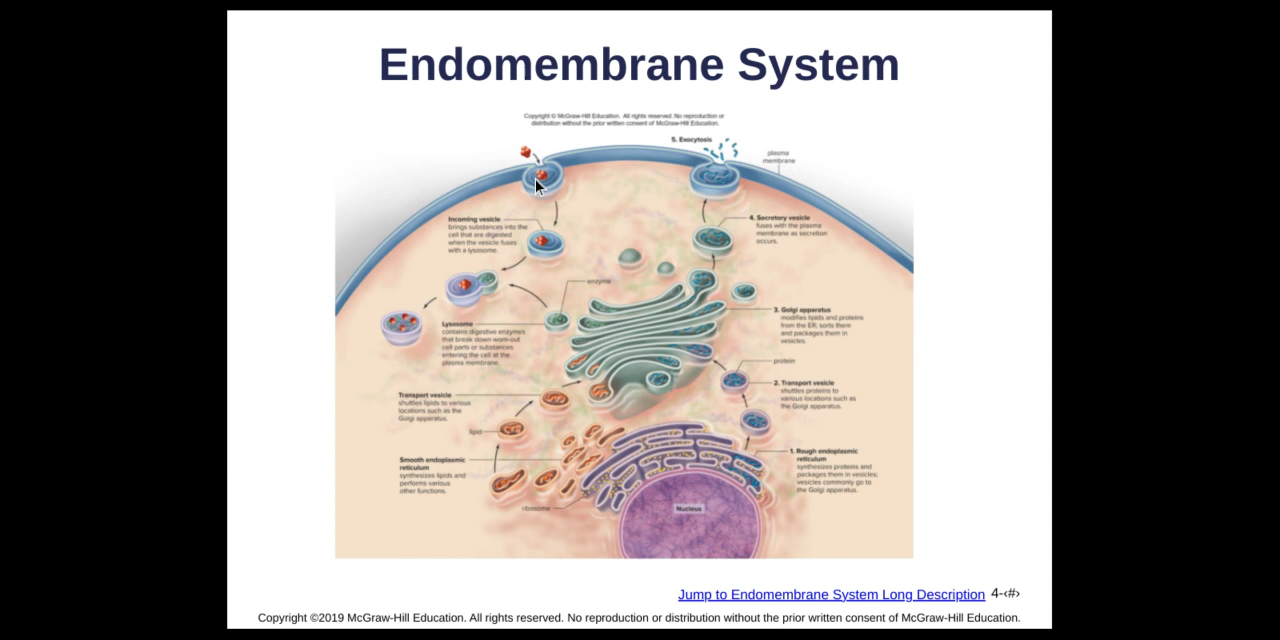 Endomembrane System
Copyright © McGraw-Hill Education. All rights reserved. No reproduction or
distribution without the prior written consent of McGraw-Hill Education.
5. Exocytosis
plasma
membrane
Incoming vesicle
brings substances into the
cell that are digested
when the vesicle fuses
with a lysosome.
4. Secretory vesicle
fuses with the plasma
membrane as secretion
occurs.
enzyme
Lysosome
contains digestive enzymes
that break down worn-out
cell parts or substances
entering the cell at the
plasma membrane.
3. Golgi apparatus
modifies lipids and proteins
from the ER; sorts them
and packages them in
vesicles.
protein
Transport vesicle
shuttles lipids to various
locations such as the
Golgi apparatus.
2. Transport vesicle
shuttles proteins to
various locations such as
the Golgi apparatus.
lipid
Smooth endoplasmic
reticulum
synthesizes lipids and
performs various
other functions.
1. Rough endoplasmic
reticulum
synthesizes proteins and
packages them in vesicles;
vesicles commonly go to
the Golgi apparatus.
ribosome
Nucleus
Jump to Endomembrane System Long Description 4-‹#›
Copyright ©2019 McGraw-Hill Education. All rights reserved. No reproduction or distribution without the prior written consent of McGraw-Hill Education.